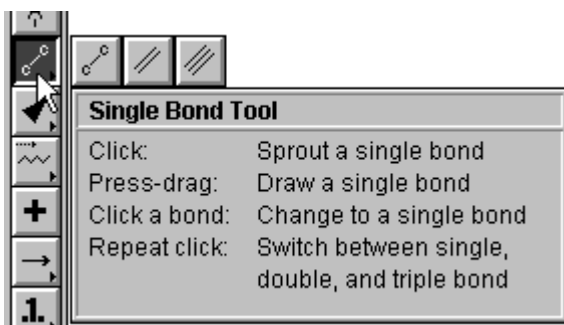 Single Bond Tool
Click: Sprout a single bond
Press-drag: Draw a single bond
Click a bond: Change to a single bond
Repeat click: Switch between single,
double, and triple bond
.1.